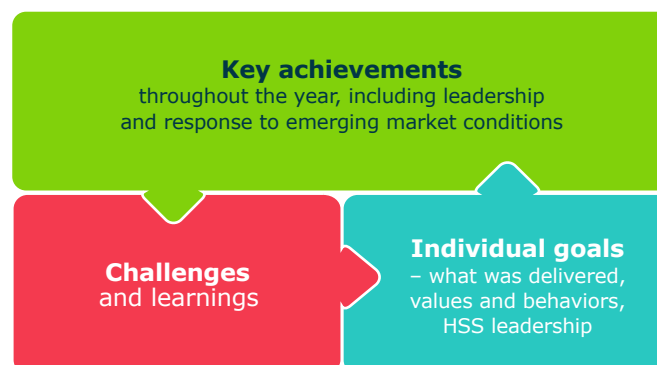 Key achievements
throughout the year, including leadership
and response to emerging market conditions
Challenges
and learnings
Individual goals
– what was delivered,
values and behaviors,
HSS leadership